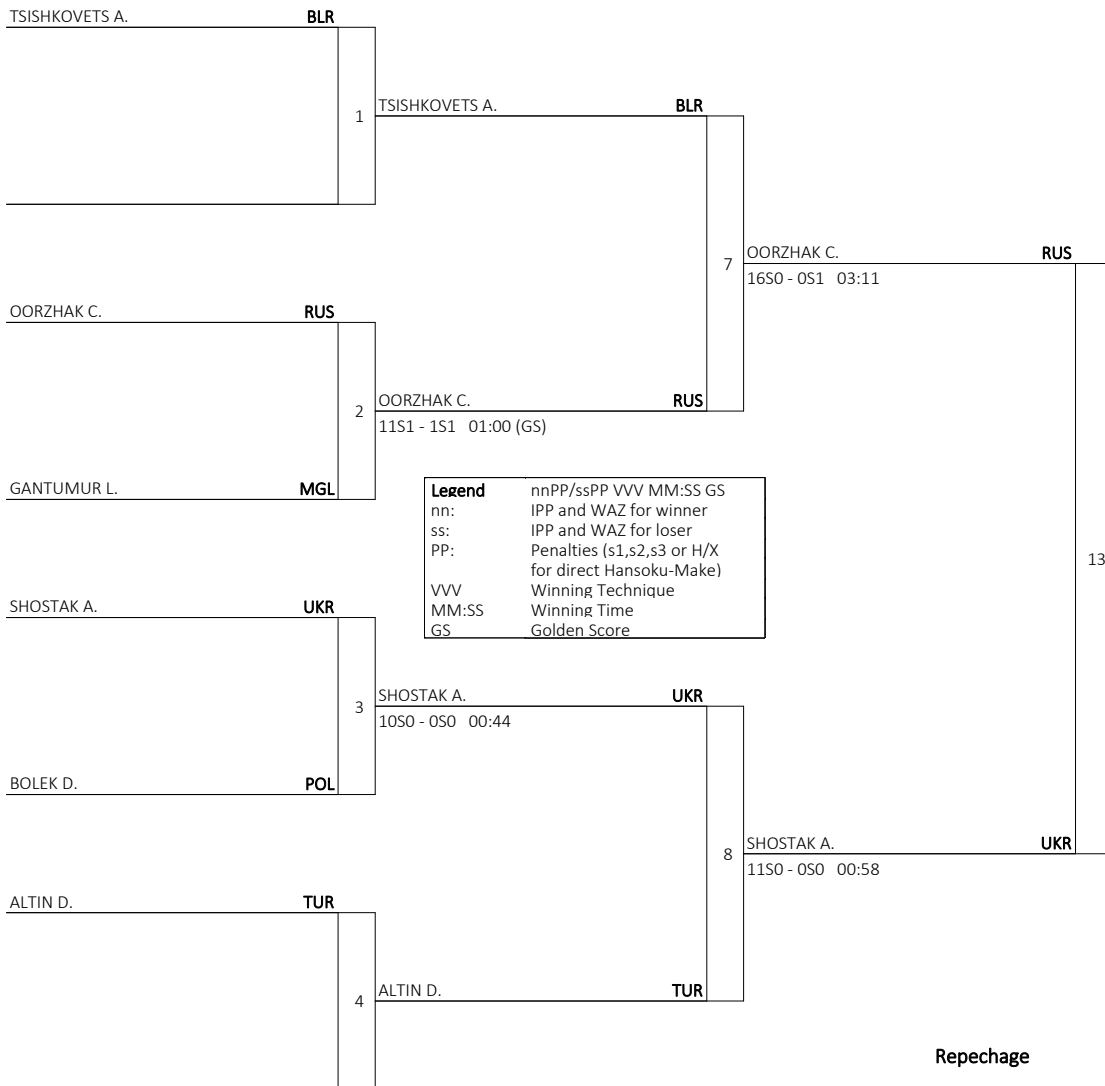 TSISHKOVETS A. BLR
1 TSISHKOVETS A. BLR
7 OORZHAK C. RUS
16S0 - 0S1 03:11
OORZHAK C. RUS
2 OORZHAK C. RUS
11S1 - 1S1 01:00 (GS)
GANTUMUR L. MGL
Legend nnPP/ssPP VVV MM:SS GS
nn: IPP and WAZ for winner
ss: IPP and WAZ for loser
PP: Penalties (s1,s2,s3 or H/X
for direct Hansoku-Make)
VVV Winning Technique
MM:SS Winning Time
GS Golden Score
13
SHOSTAK A. UKR
3 SHOSTAK A. UKR
10S0 - 0S0 00:44
BOLEK D. POL
8 SHOSTAK A. UKR
11S0 - 0S0 00:58
ALTIN D. TUR
4 ALTIN D. TUR
Repechage